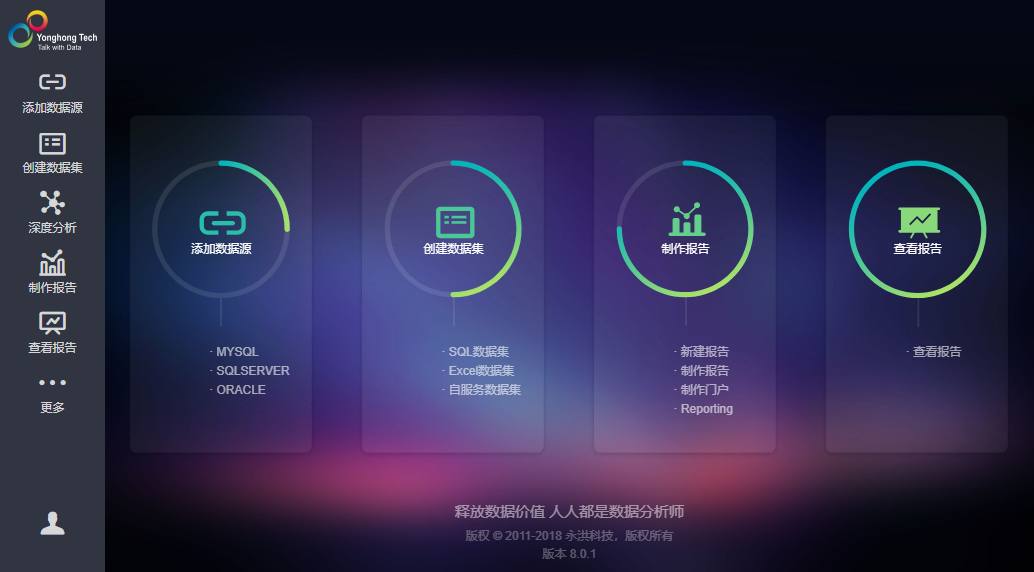 Yonghong Tech
Talk with Data
添加数据源
创建数据集
深度分析
制作报告
查看报告
更多
添加数据源
· MYSQL
· SQLSERVER
· ORACLE
创建数据集
· SQL数据集
· Excel数据集
· 自服务数据集
制作报告
· 新建报告
· 制作报告
· 制作门户
· Reporting
查看报告
· 查看报告
释放数据价值 人人都是数据分析师
版权 © 2011-2018 永洪科技，版权所有
版本 8.0.1